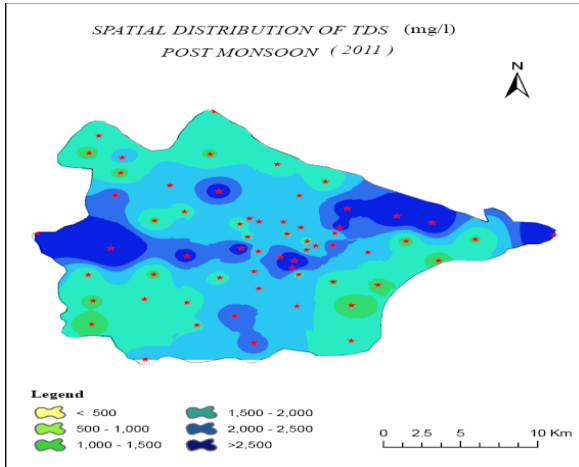 SPATIAL DISTRIBUTION OF TDS (mg/l)
POST MONSOON (2011)
N
Legend
< 500
500 - 1,000
1,000 - 1,500
1,500 - 2,000
2,000 - 2,500
>2,500
0 2.5 5 10 Km